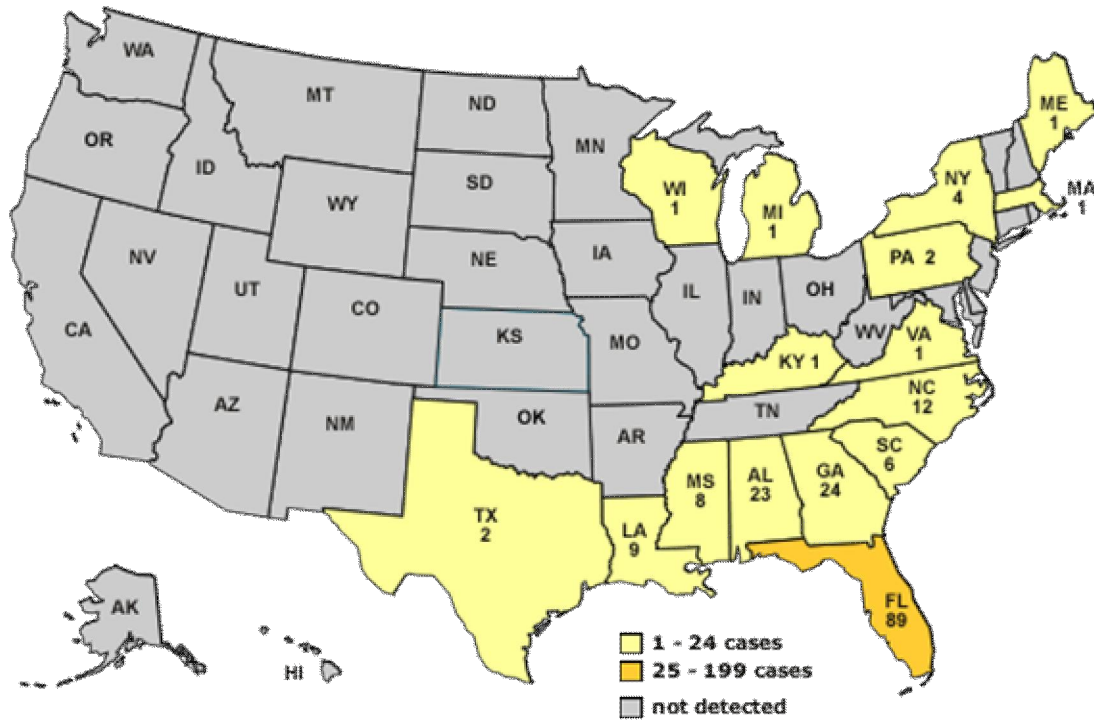 WA
MT
ND
MN
OR
ID
SD
WY
WI
1
MI
1
NY
4
ME
1
MA
1
NV
UT
NE
IA
PA 2
CA
CO
KS
MO
IL
IN
OH
WV
VA
1
KY 1
AZ
NM
OK
AR
TN
NC
12
SC
6
TX
2
LA
9
MS
8
AL
23
GA
24
FL
89
AK
HI
1 - 24 cases
25 - 199 cases
not detected